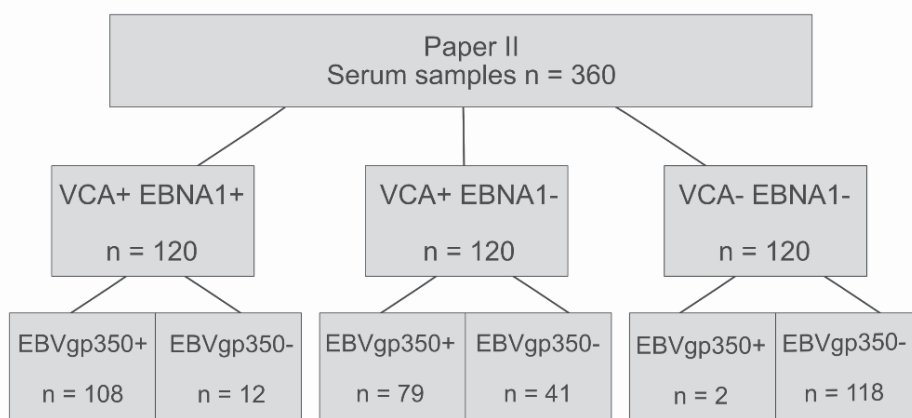 Paper II
Serum samples n = 360
VCA+ EBNA1+
n = 120
VCA+ EBNA1-
n = 120
VCA- EBNA1-
n = 120
EBVgp350+
n = 108
EBVgp350-
n = 12
EBVgp350+
n = 79
EBVgp350-
n = 41
EBVgp350+
n = 2
EBVgp350-
n = 118